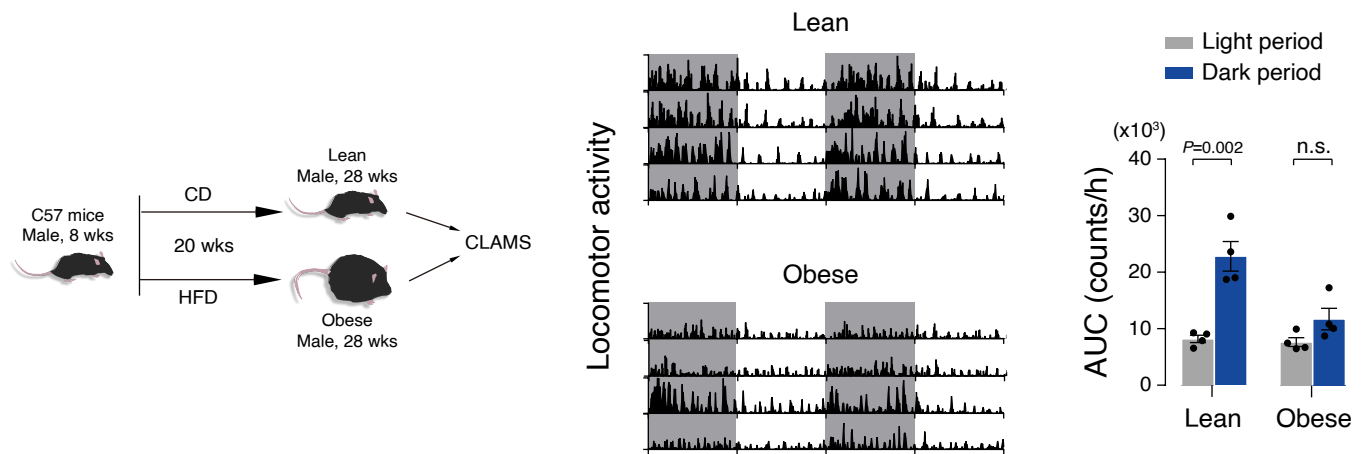 C57 mice
Male, 8 wks
CD
20 wks
HFD
Lean
Male, 28 wks
Obese
Male, 28 wks
CLAMS
Locomotor activity
Lean
Obese
Light period
Dark period
(x10³)
AUC (counts/h)
40
30
20
10
0
P=0.002
n.s.
Lean
Obese